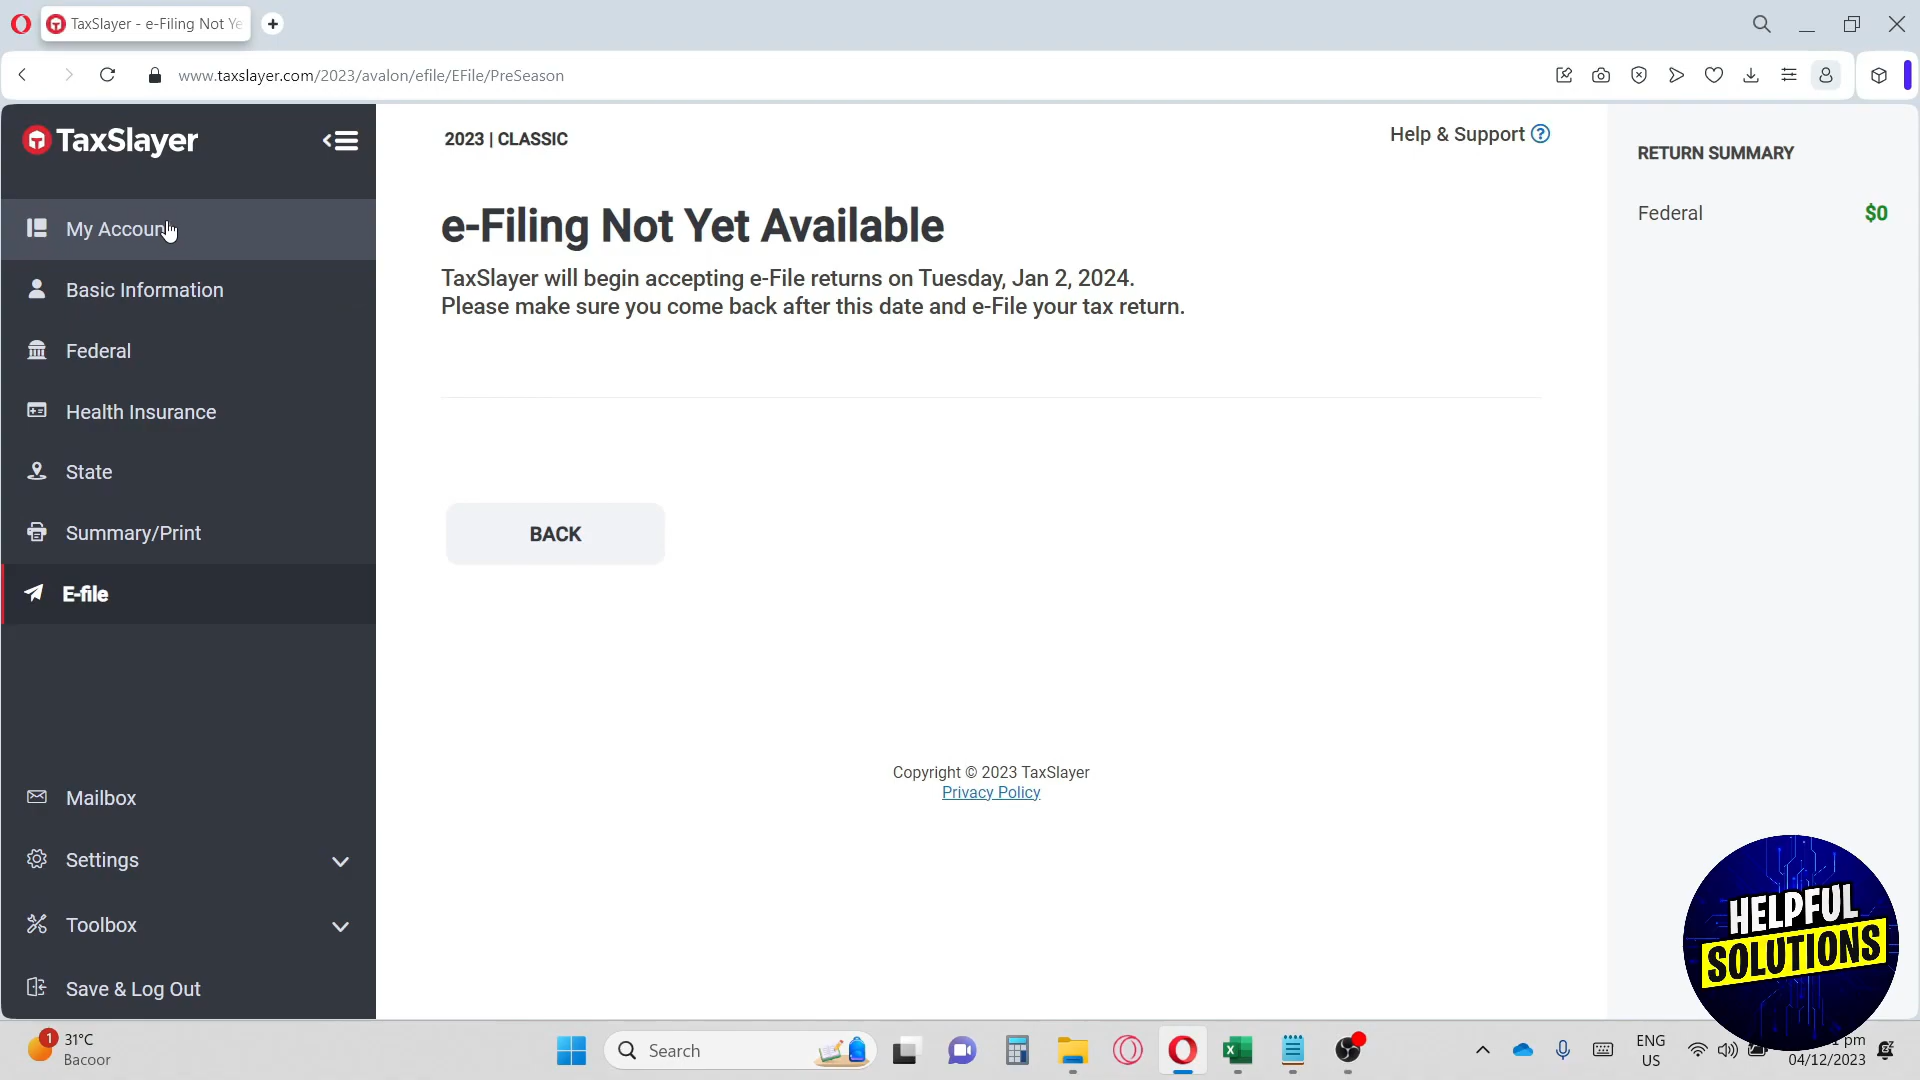 TaxSlayer - e-Filing Not Ye
www.taxslayer.com/2023/avalon/efile/EFile/PreSeason
TaxSlayer
My Account
Basic Information
Federal
Health Insurance
State
Summary/Print
E-file
Mailbox
Settings
Toolbox
Save & Log Out
2023 | CLASSIC
Help & Support ?
e-Filing Not Yet Available
TaxSlayer will begin accepting e-File returns on Tuesday, Jan 2, 2024.
Please make sure you come back after this date and e-File your tax return.
BACK
Copyright © 2023 TaxSlayer
Privacy Policy
RETURN SUMMARY
Federal $0
HELPFUL
SOLUTIONS
1
31°C
Bacoor
Search
ENG
US
pm
04/12/2023